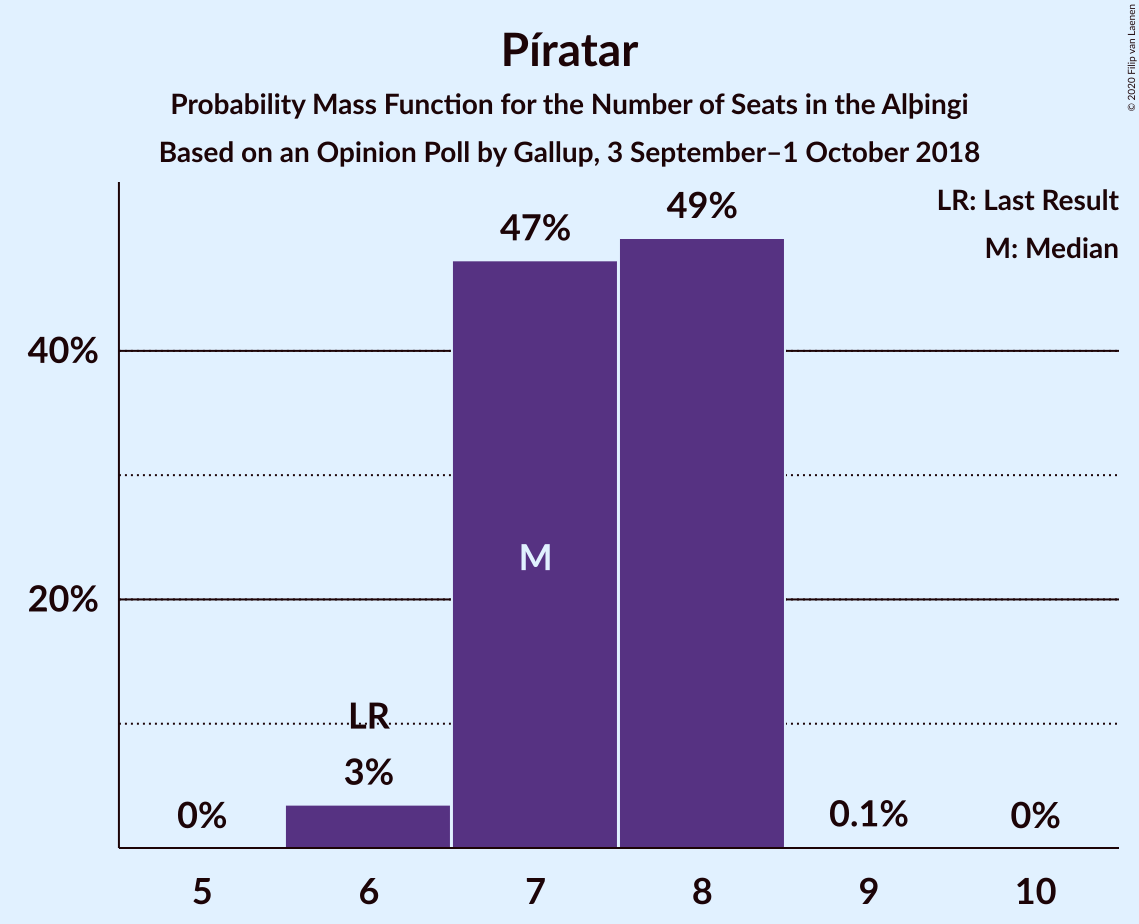 Píratar
Probability Mass Function for the Number of Seats in the Alþingi
Based on an Opinion Poll by Gallup, 3 September–1 October 2018
© 2020 Filip van Laenen
LR: Last Result
M: Median
49%
47%
40%
M
20%
LR
3%
0%
0.1%
0%
5 6 7 8 9 10